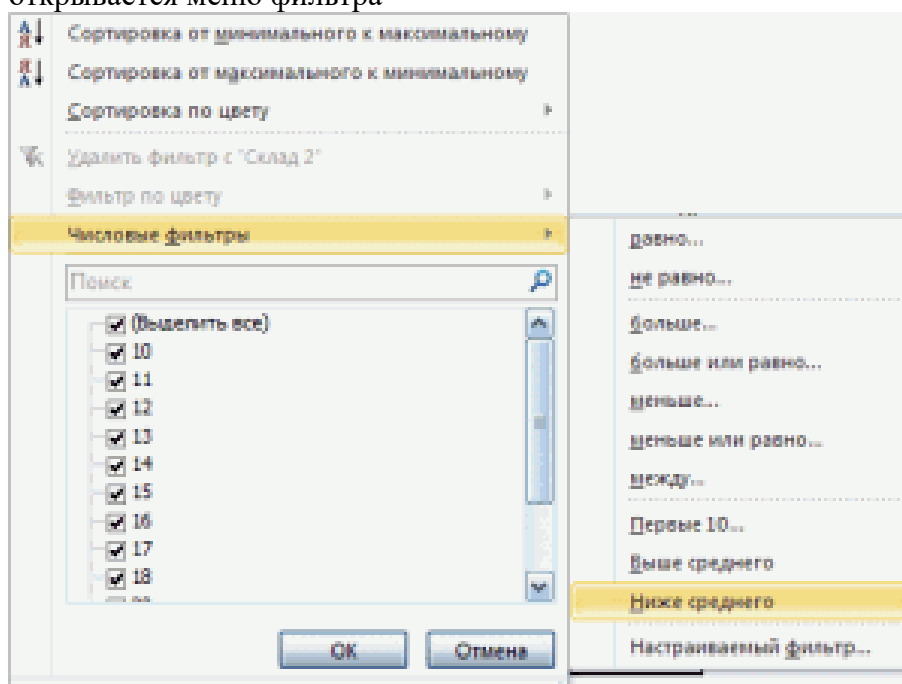 открывается меню фильтра
Сортировка от минимального к максимальному
Сортировка от максимального к минимальному
Сортировка по цвету
Удалить фильтр с "Склад 2"
Фильтр по цвету
Числовые фильтры
Поиск
(Выделить все)
10
11
12
13
14
15
16
17
18
ОК
Отмена
равно...
не равно...
больше...
больше или равно...
меньше...
меньше или равно...
между...
Первые 10...
Выше среднего
Ниже среднего
Настраиваемый фильтр...